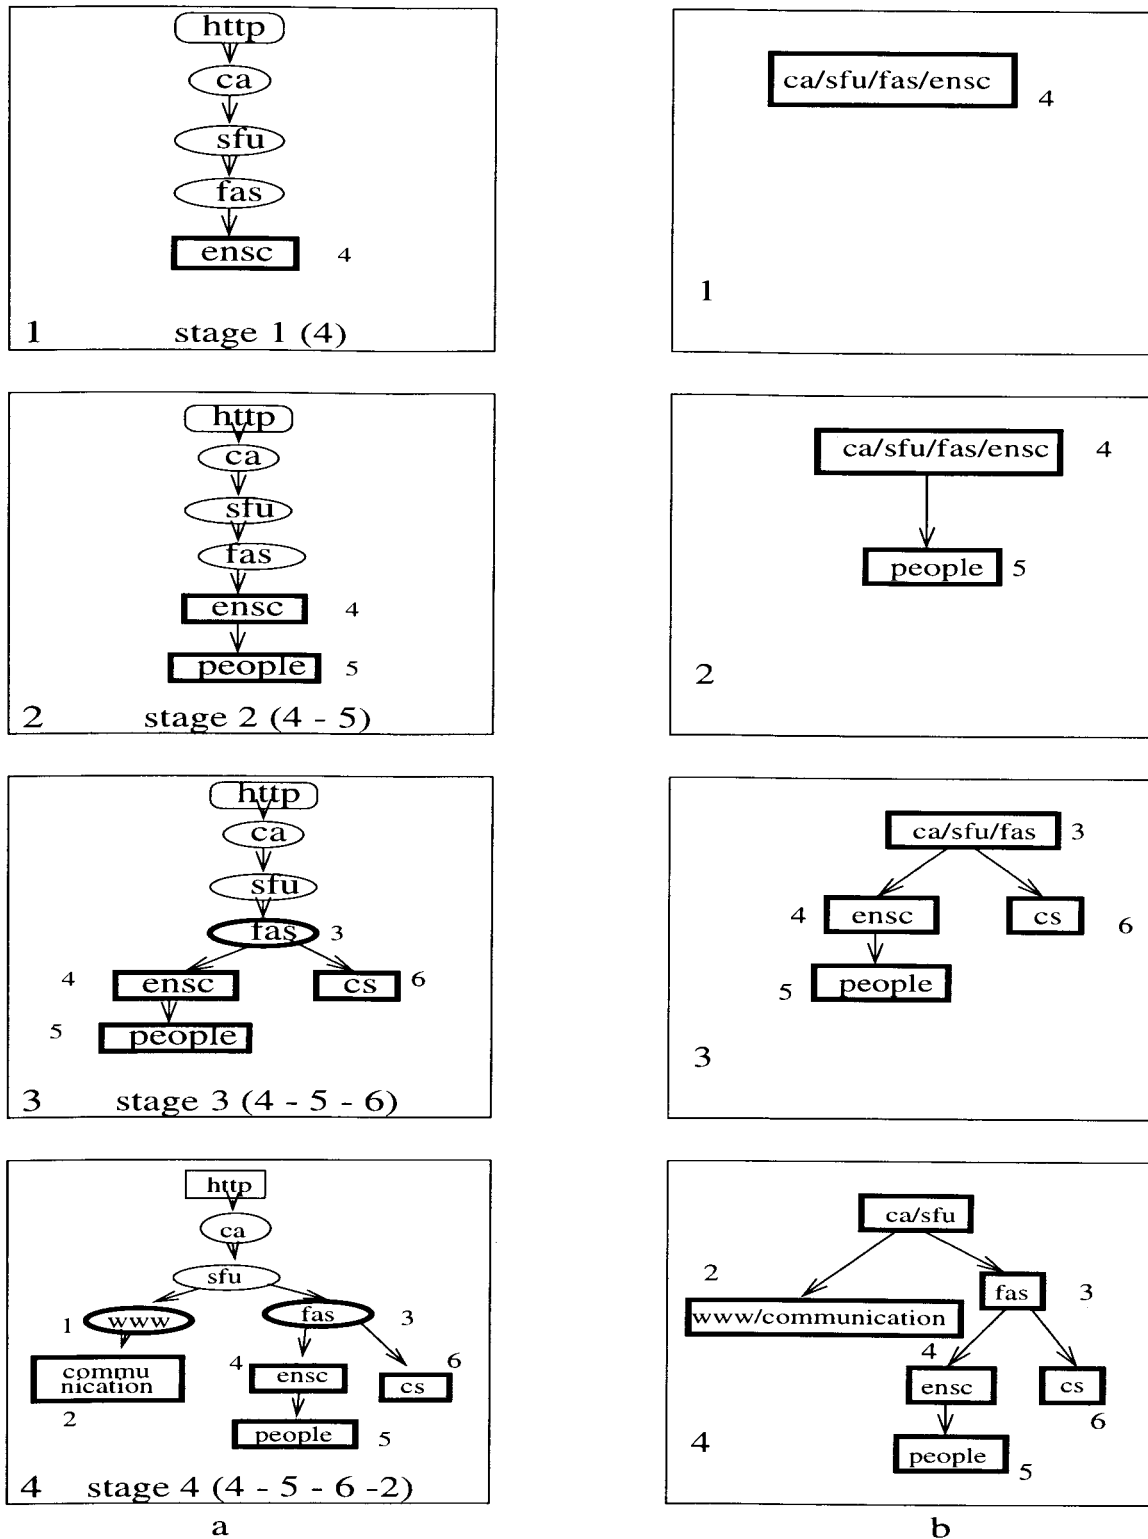 http
ca
sfu
fas
ensc 4
1 stage 1 (4)
ca/sfu/fas/ensc
4
1
http
ca
sfu
fas
ensc 4
people 5
2 stage 2 (4 - 5)
ca/sfu/fas/ensc 4
people 5
2
http
ca
sfu
fas 3
4 ensc cs 6
5 people
3 stage 3 (4 - 5 - 6)
ca/sfu/fas 3
4 ensc cs 6
5 people
3
http
ca
sfu
1 www fas 3
commu
nication
2
4 ensc
6
cs
people 5
4 stage 4 (4 - 5 - 6 -2)
a
ca/sfu
2
www/communication
fas 3
4
ensc cs
6
people
5
4
b